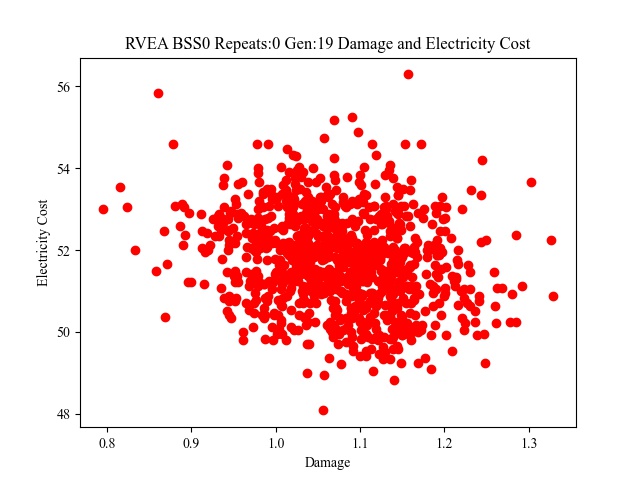 RVEA BSS0 Repeats:0 Gen:19 Damage and Electricity Cost
56
54
52
50
48
Electricity Cost
0.8 0.9 1.0 1.1 1.2 1.3
Damage